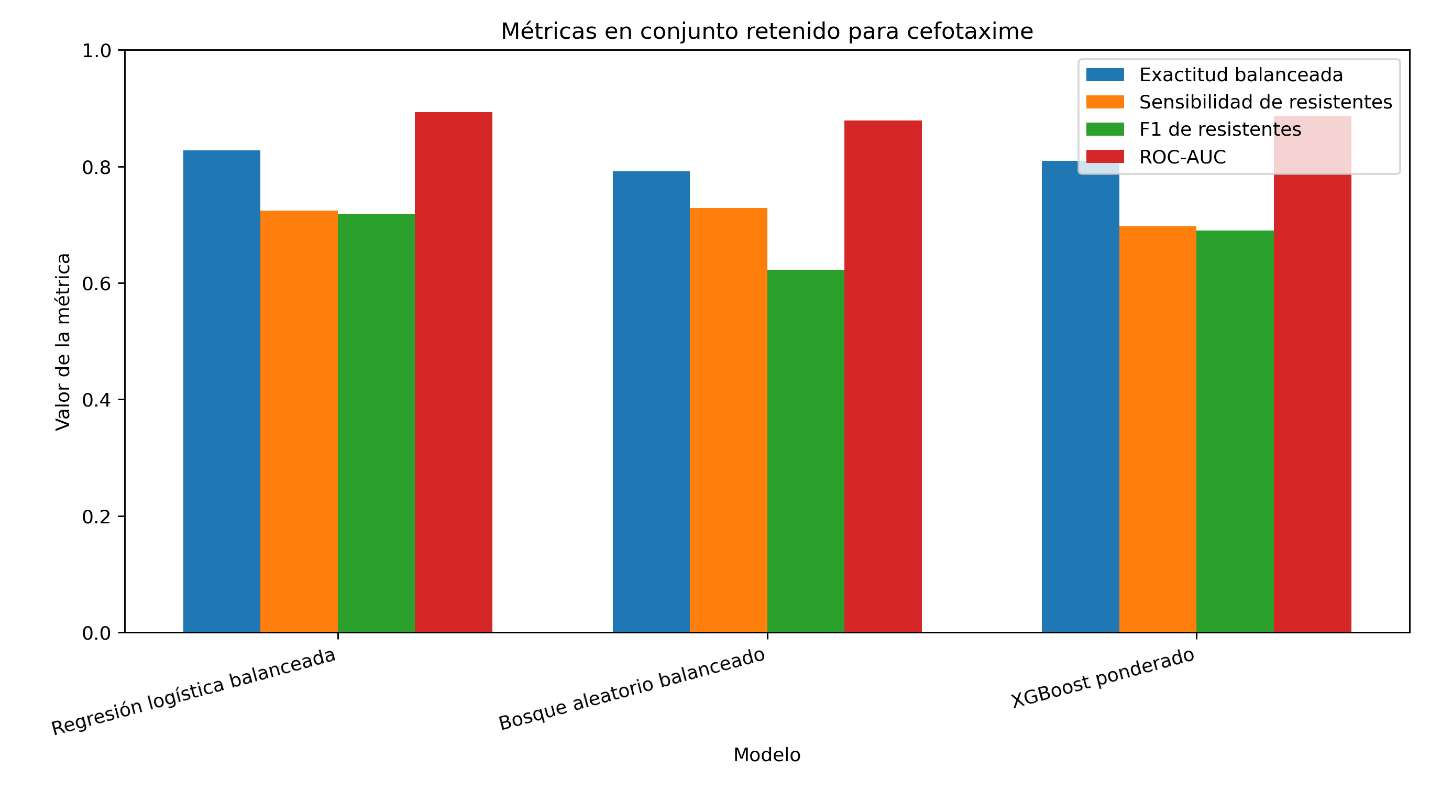 Métricas en conjunto retenido para cefotaxime
1.0
0.8
0.6
0.4
0.2
0.0
Valor de la métrica
Exactitud balanceada
Sensibilidad de resistentes
F1 de resistentes
ROC-AUC
Regresión logística balanceada
Bosque aleatorio balanceado
XGBoost ponderado
Modelo